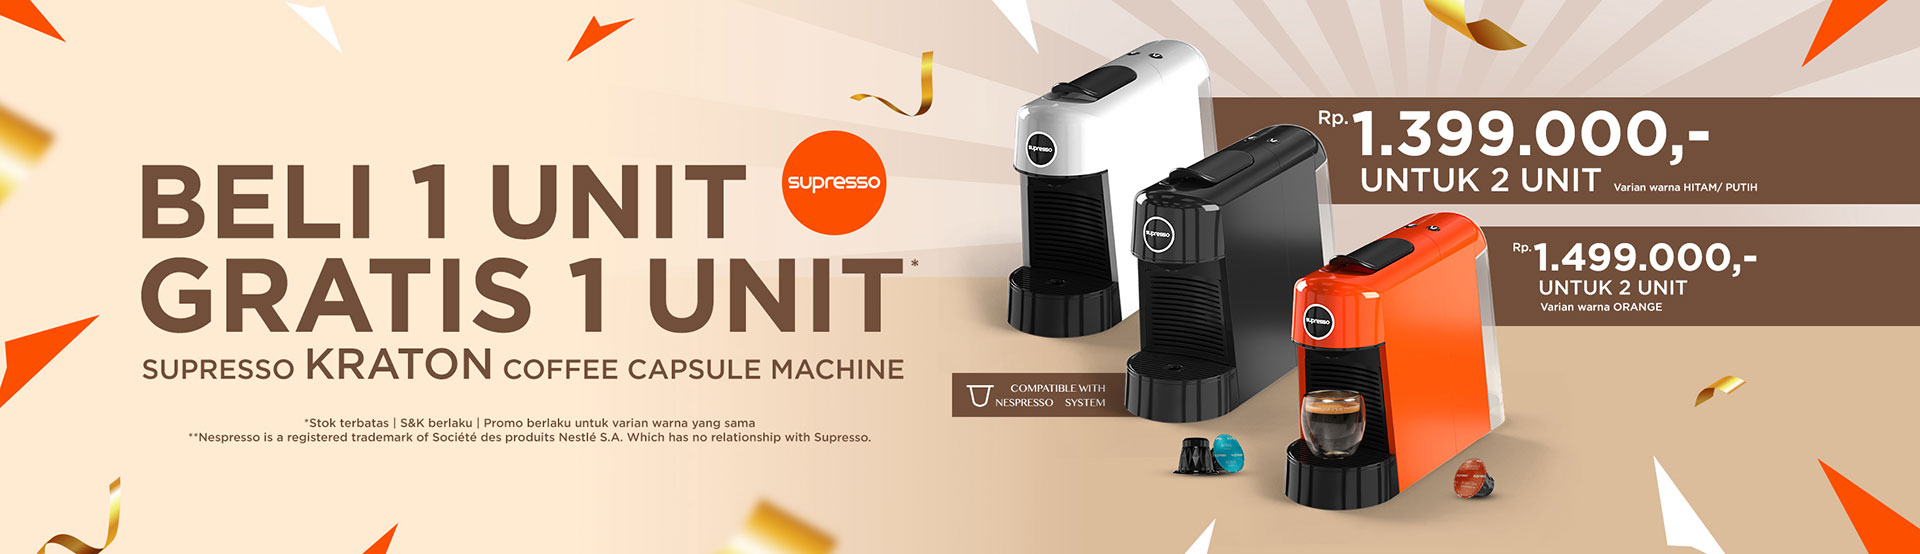 BELI 1 UNIT
supresso
GRATIS 1 UNIT*
SUPRESSO KRATON COFFEE CAPSULE MACHINE
*Stok terbatas | S&K berlaku | Promo berlaku untuk varian warna yang sama
**Nespresso is a registered trademark of Société des produits Nestlé S.A. Which has no relationship with Supresso.
supresso
supresso
supresso
COMPATIBLE WITH
NESPRESSO SYSTEM
Rp. 1.399.000,-
UNTUK 2 UNIT Varian warna HITAM/ PUTIH
Rp. 1.499.000,-
UNTUK 2 UNIT
Varian warna ORANGE